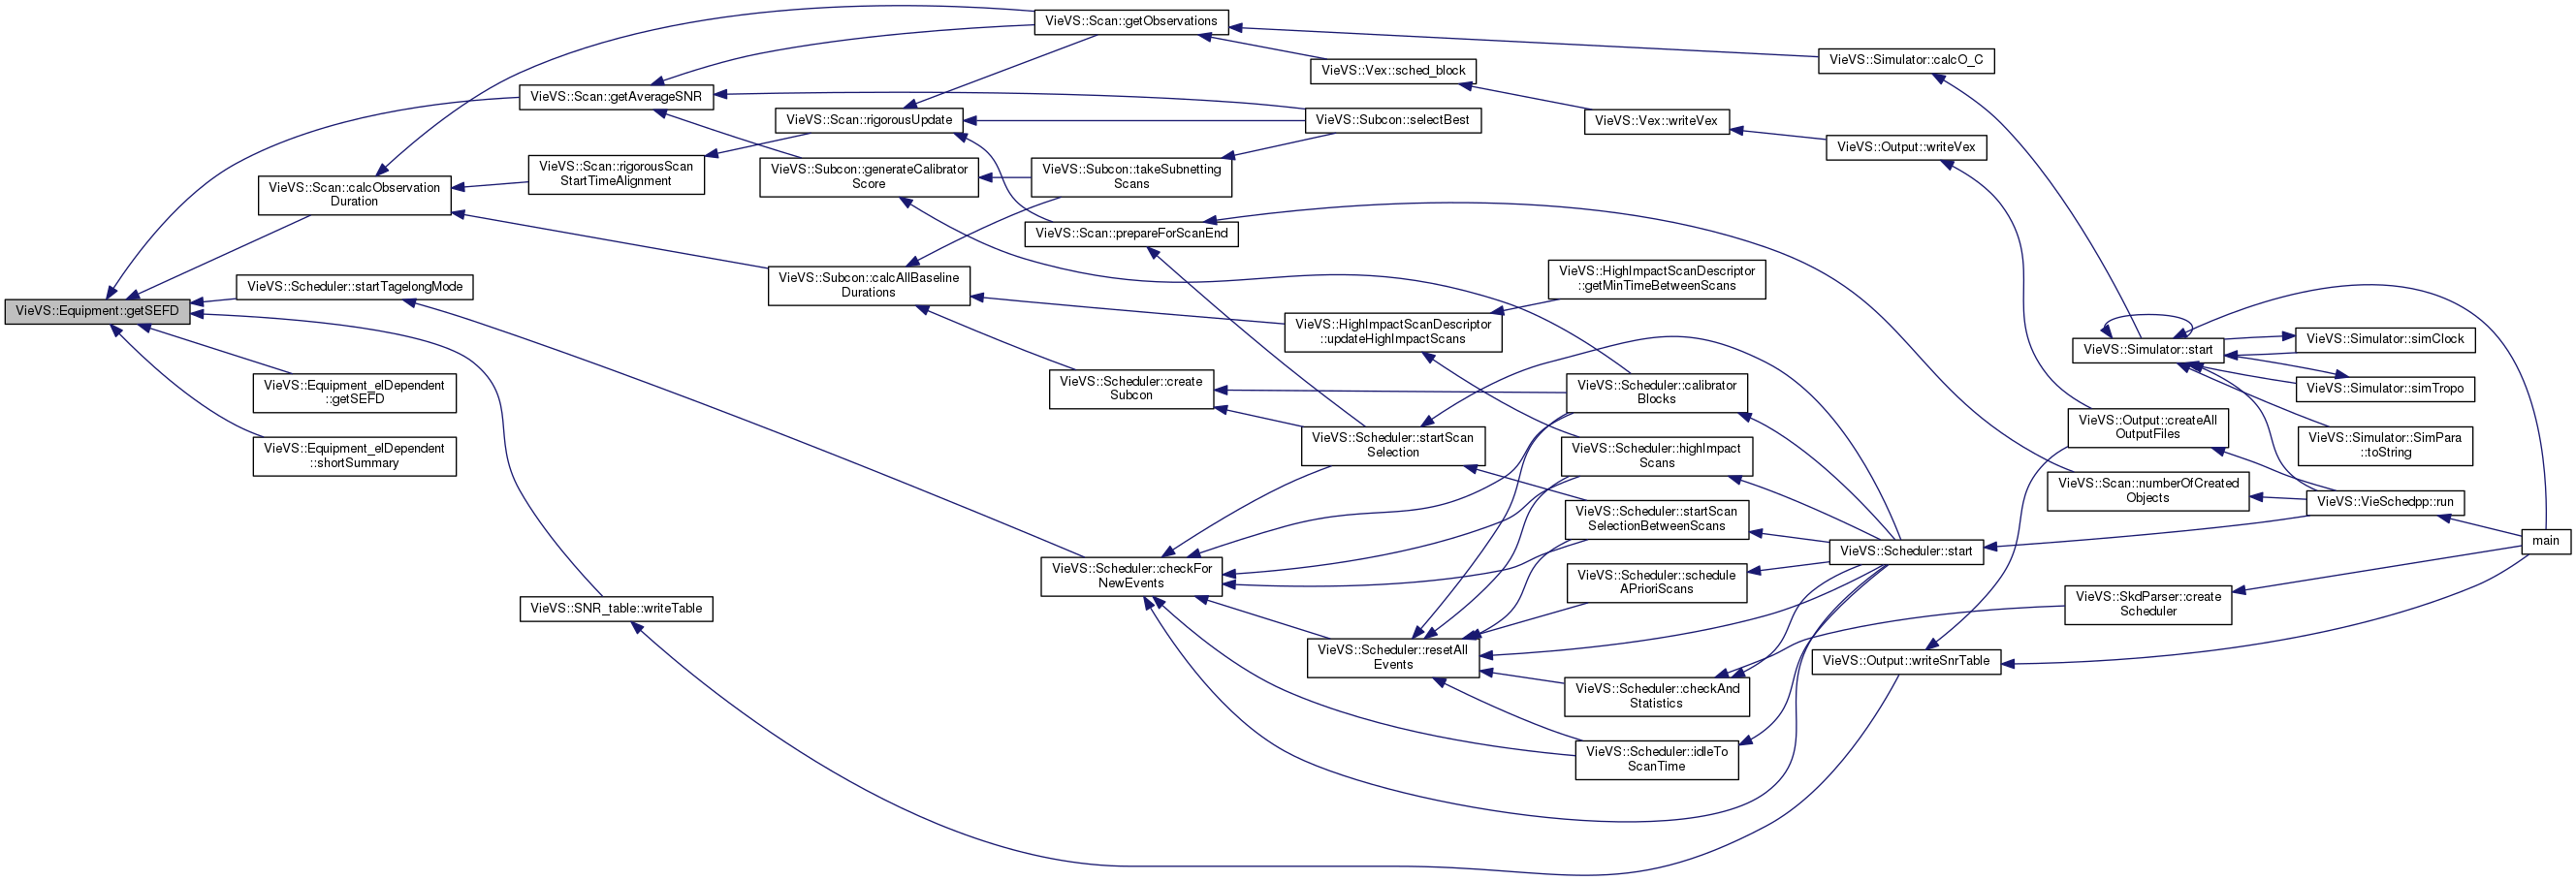 VieVS::Equipment::getSEFD
VieVS::Scan::calcObservation
Duration
VieVS::Scheduler::startTagelongMode
VieVS::Equipment_elDependent
::getSEFD
VieVS::Equipment_elDependent
::shortSummary
VieVS::Scan::getAverageSNR
VieVS::Scan::rigorousScan
StartTimeAlignment
VieVS::SNR_table::writeTable
VieVS::Scan::rigorousUpdate
VieVS::Subcon::generateCalibrator
Score
VieVS::Subcon::calcAllBaseline
Durations
VieVS::Scan::getObservations
VieVS::Subcon::takeSubnetting
Scans
VieVS::Scan::prepareForScanEnd
VieVS::Scheduler::create
Subcon
VieVS::Scheduler::checkFor
NewEvents
VieVS::Vex::sched_block
VieVS::Subcon::selectBest
VieVS::HighImpactScanDescriptor
::updateHighImpactScans
VieVS::Scheduler::startScan
Selection
VieVS::Scheduler::resetAll
Events
VieVS::Vex::writeVex
VieVS::HighImpactScanDescriptor
::getMinTimeBetweenScans
VieVS::Scheduler::calibrator
Blocks
VieVS::Scheduler::highImpact
Scans
VieVS::Scheduler::startScan
SelectionBetweenScans
VieVS::Scheduler::schedule
APrioriScans
VieVS::Scheduler::checkAnd
Statistics
VieVS::Scheduler::idleTo
ScanTime
VieVS::Simulator::calcO_C
VieVS::Output::writeVex
VieVS::Scheduler::start
VieVS::Output::writeSnrTable
VieVS::Simulator::start
VieVS::Output::createAll
OutputFiles
VieVS::Scan::numberOfCreated
Objects
VieVS::SkdParser::create
Scheduler
VieVS::Simulator::simClock
VieVS::Simulator::simTropo
VieVS::Simulator::SimPara
::toString
VieVS::VieSchedpp::run
main